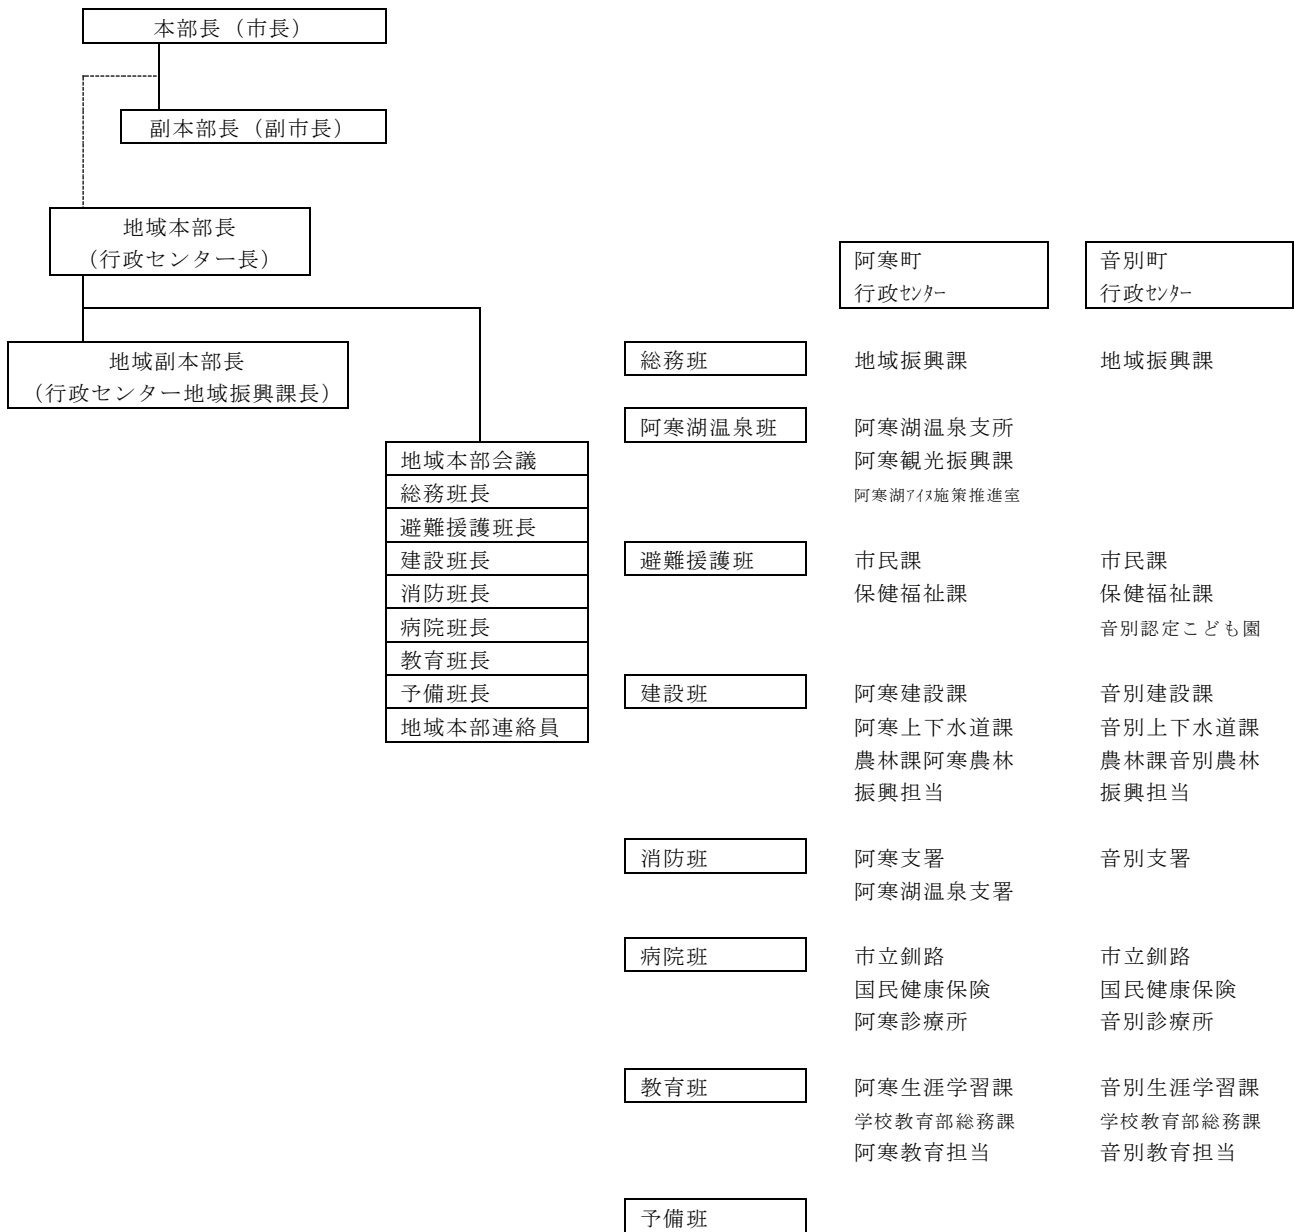 本部長（市長）
副本部長（副市長）
地域本部長
（行政センター長）
地域副本部長
（行政センター地域振興課長）
地域本部会議
総務班長
避難援護班長
建設班長
消防班長
病院班長
教育班長
予備班長
地域本部連絡員
阿寒町
行政ｾﾝﾀｰ
音別町
行政ｾﾝﾀｰ
総務班
地域振興課
地域振興課
阿寒湖温泉班
阿寒湖温泉支所
阿寒観光振興課
阿寒湖ｱｲﾇ施策推進室
避難援護班
市民課
保健福祉課
市民課
保健福祉課
音別認定こども園
建設班
阿寒建設課
阿寒上下水道課
農林課阿寒農林
振興担当
音別建設課
音別上下水道課
農林課音別農林
振興担当
消防班
阿寒支署
阿寒湖温泉支署
音別支署
病院班
市立釧路
国民健康保険
阿寒診療所
市立釧路
国民健康保険
音別診療所
教育班
阿寒生涯学習課
学校教育部総務課
阿寒教育担当
音別生涯学習課
学校教育部総務課
音別教育担当
予備班